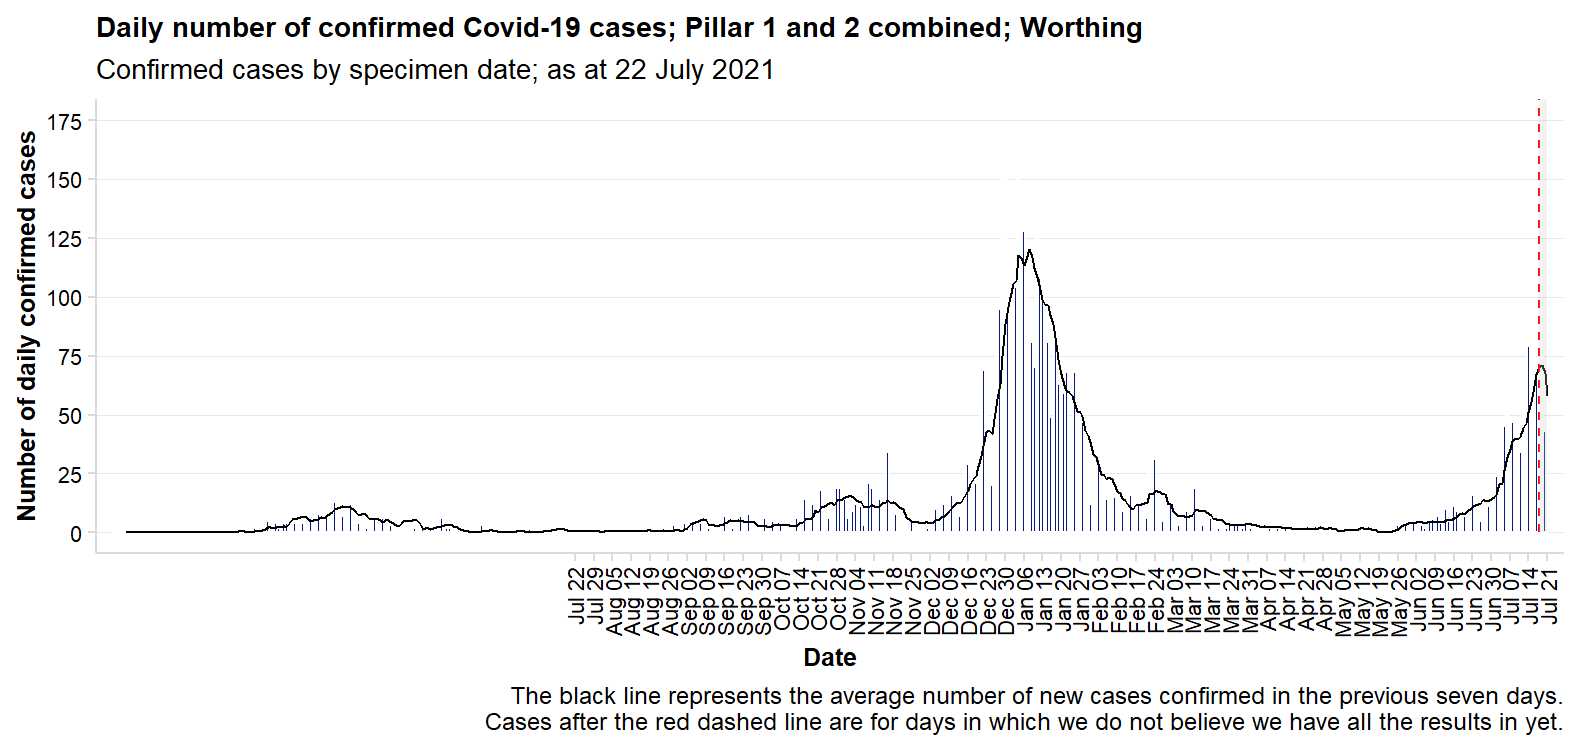 Daily number of confirmed Covid-19 cases; Pillar 1 and 2 combined; Worthing
Confirmed cases by specimen date; as at 22 July 2021
Number of daily confirmed cases
175
150
125
100
75
50
25
0
Jul 22
Jul 29
Aug 05
Aug 12
Aug 19
Aug 26
Sep 02
Sep 09
Sep 16
Sep 23
Sep 30
Oct 07
Oct 14
Oct 21
Oct 28
Nov 04
Nov 11
Nov 18
Nov 25
Dec 02
Dec 09
Dec 16
Dec 23
Dec 30
Jan 06
Jan 13
Jan 20
Jan 27
Feb 03
Feb 10
Feb 17
Feb 24
Mar 03
Mar 10
Mar 17
Mar 24
Mar 31
Apr 07
Apr 14
Apr 21
Apr 28
May 05
May 12
May 19
May 26
Jun 02
Jun 09
Jun 16
Jun 23
Jun 30
Jul 07
Jul 14
Jul 21
Date
The black line represents the average number of new cases confirmed in the previous seven days.
Cases after the red dashed line are for days in which we do not believe we have all the results in yet.